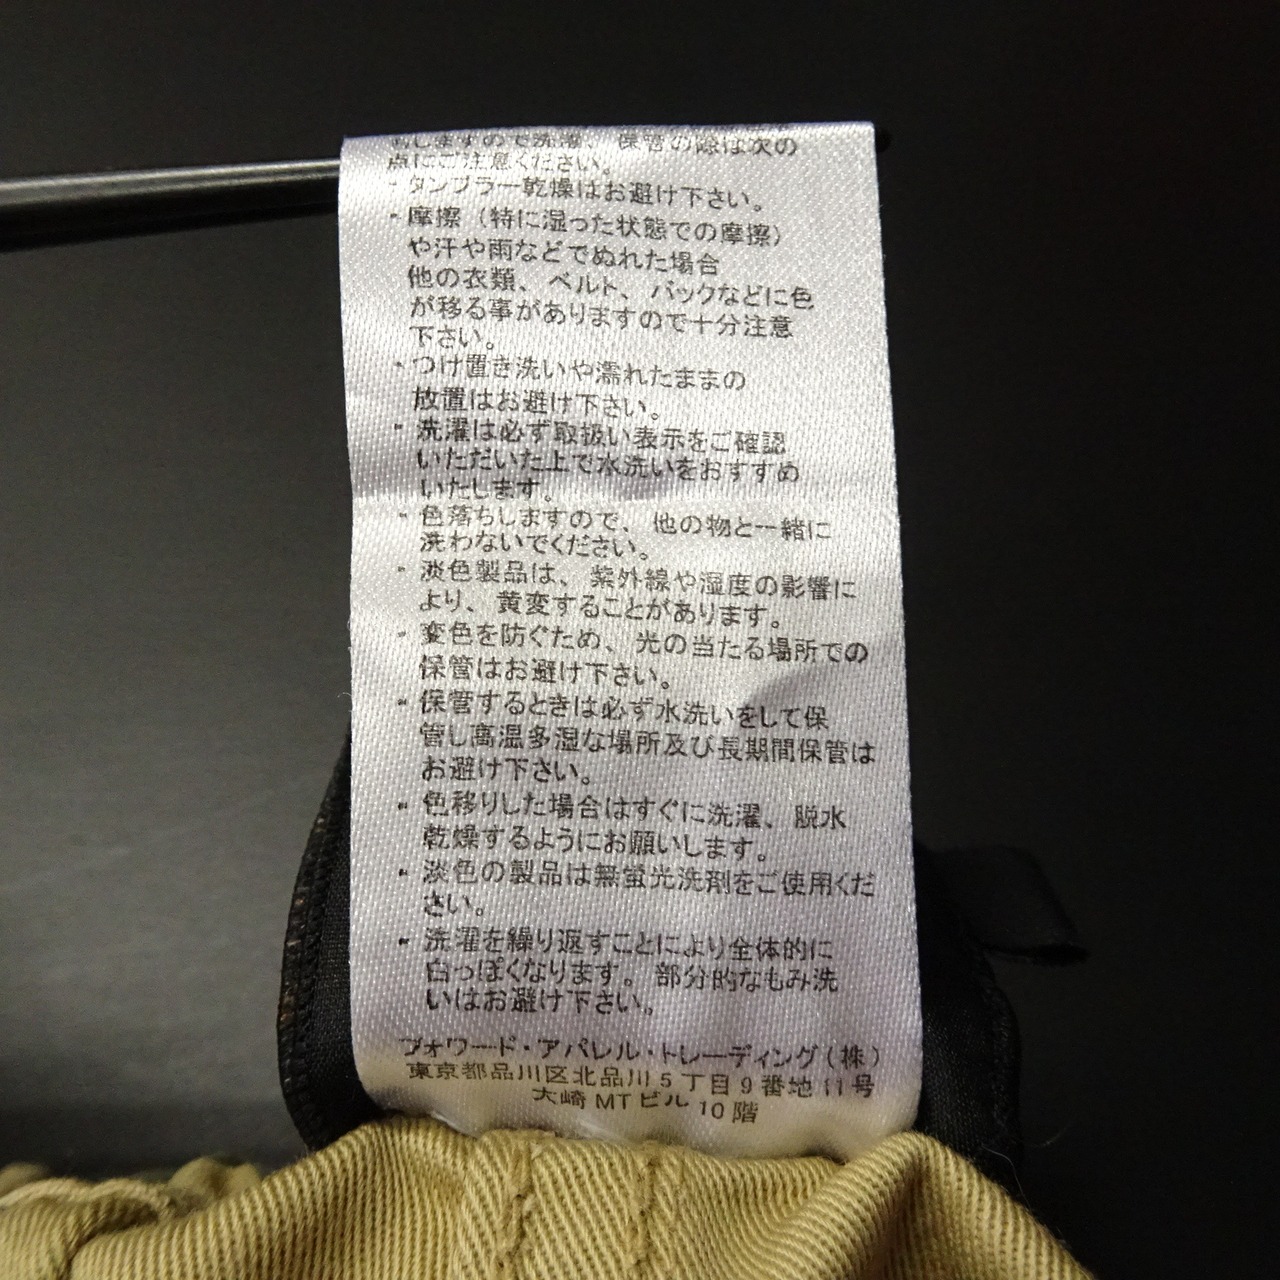 しますので洗濯、保管の際は次の
点にご注意ください。
・タンブラー乾燥はお避け下さい。
・摩擦（特に湿った状態での摩擦）
や汗や雨などでぬれた場合
他の衣類、ベルト、バックなどに色
が移る事がありますので十分注意
下さい。
・つけ置き洗いや濡れたままの
放置はお避け下さい。
・洗濯は必ず取扱い表示をご確認
いただいた上で水洗いをおすすめ
いたします。
・色落ちしますので、他の物と一緒に
洗わないでください。
・淡色製品は、紫外線や湿度の影響に
より、黄変することがあります。
・変色を防ぐため、光の当たる場所での
保管はお避け下さい。
・保管するときは必ず水洗いをして保
管し高温多湿な場所及び長期間保管は
お避け下さい。
・色移りした場合はすぐに洗濯、脱水
乾燥するようにお願いします。
・淡色の製品は無蛍光洗剤をご使用くだ
さい。
・洗濯を繰り返すことにより全体的に
白っぽくなります。部分的なもみ洗
いはお避け下さい。
フォワード・アパレル・トレーディング（株）
東京都品川区北品川5丁目9番地11号
大崎MTビル10階